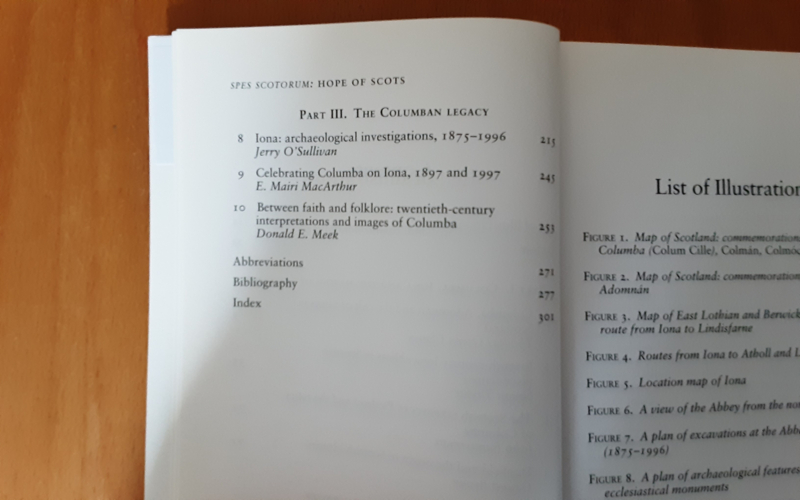 SPES SCOTORUM: HOPE OF SCOTS
PART III. THE COLUMBAN LEGACY
8 Iona: archaeological investigations, 1875–1996 215
Jerry O'Sullivan
9 Celebrating Columba on Iona, 1897 and 1997 245
E. Mairi MacArthur
10 Between faith and folklore: twentieth-century
interpretations and images of Columba 253
Donald E. Meek
Abbreviations 271
Bibliography 277
Index 301
List of Illustration
FIGURE 1. Map of Scotland: commemoration
Columba (Colum Cille), Colmán, Colmóc
FIGURE 2. Map of Scotland: commemoration
Adomnán
FIGURE 3. Map of East Lothian and Berwick
route from Iona to Lindisfarne
FIGURE 4. Routes from Iona to Atholl and L
FIGURE 5. Location map of Iona
FIGURE 6. A view of the Abbey from the no
FIGURE 7. A plan of excavations at the Abb
(1875–1996)
FIGURE 8. A plan of archaeological features
ecclesiastical monuments